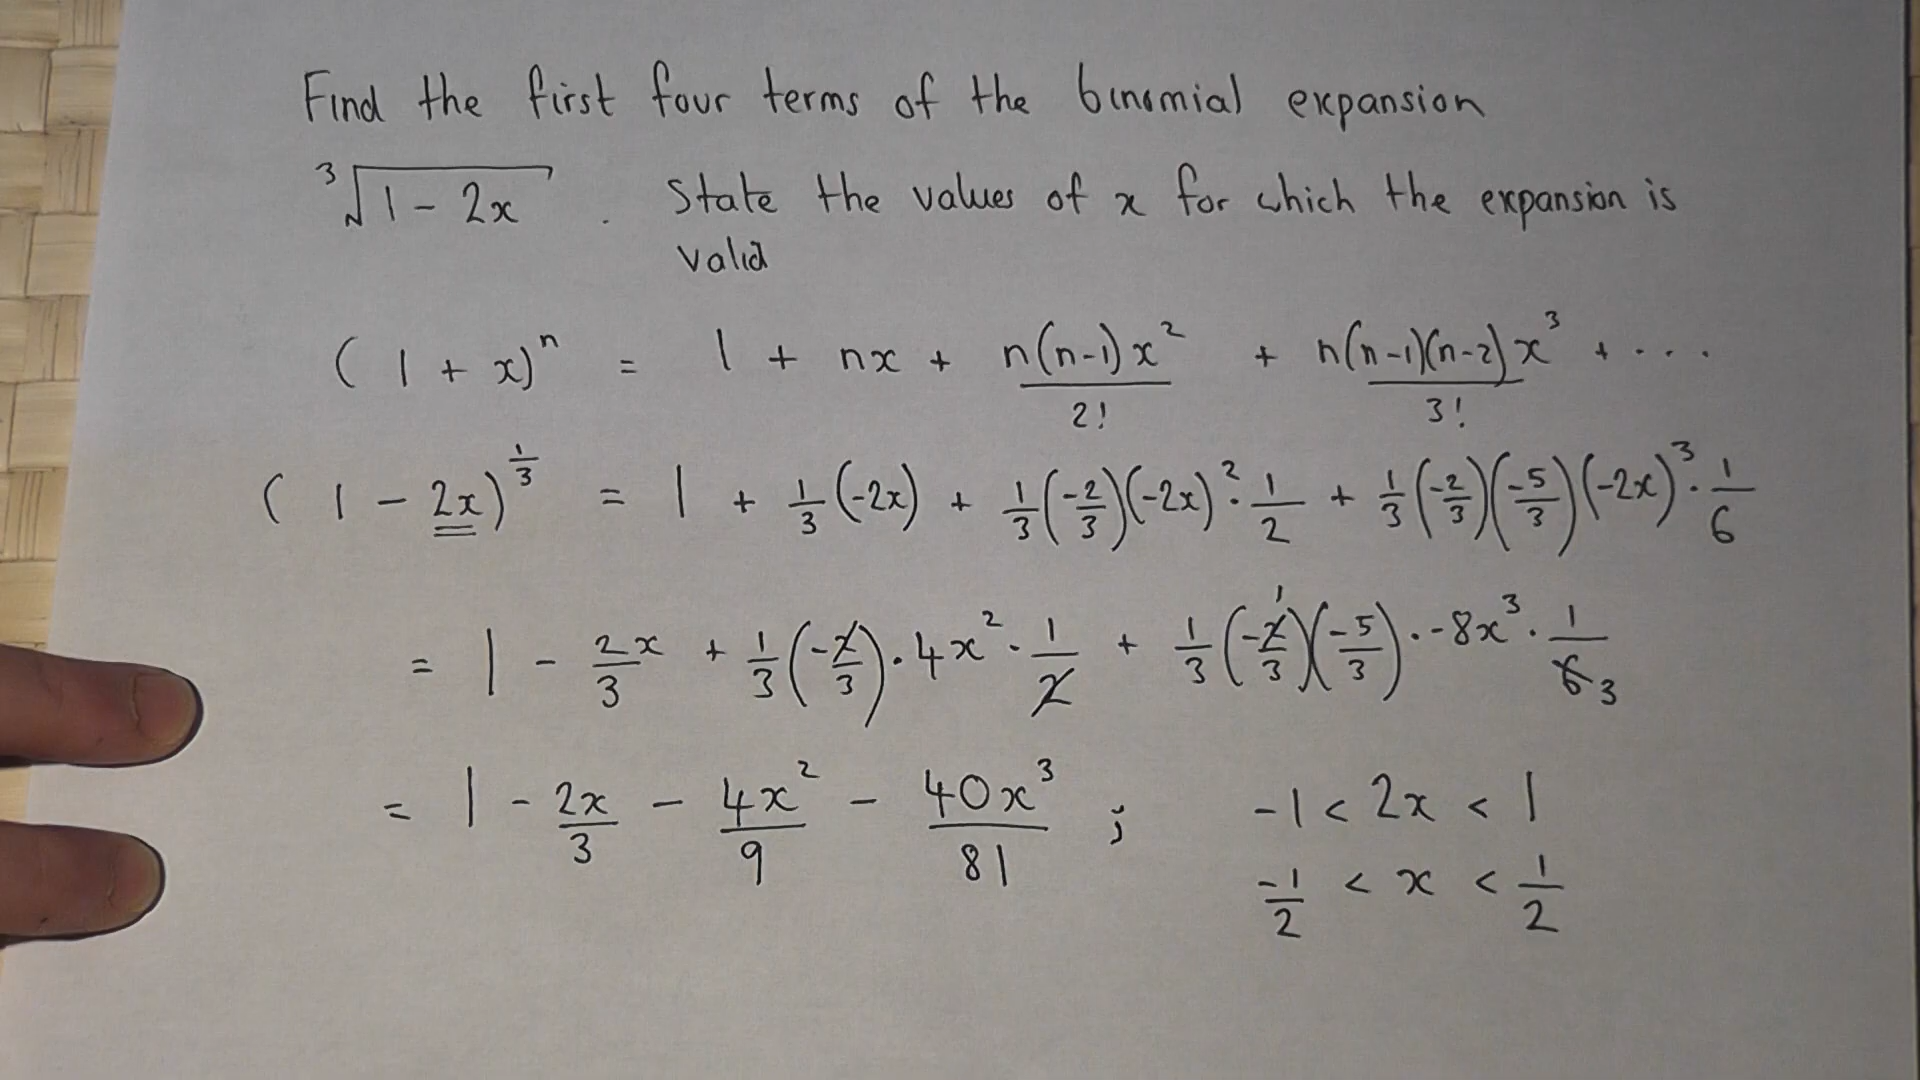 Find the first four terms of the binomial expansion
³√(1 - 2x) . State the values of x for which the expansion is
valid
(1 + x)^n = 1 + nx + n(n-1)x²/2! + n(n-1)(n-2)x³/3! + ....
(1 - 2x)^(1/3) = 1 + 1/3(-2x) + 1/3(-2/3)(-2x)²·1/2 + 1/3(-2/3)(-5/3)(-2x)³·1/6
= 1 - 2x/3 + 1/3(-2/3)·4x²·1/2 + 1/3(-2/3)(-5/3)·-8x³·1/6 1 3
= 1 - 2x/3 - 4x²/9 - 40x³/81 ; -1 < 2x < 1
-1/2 < x < 1/2